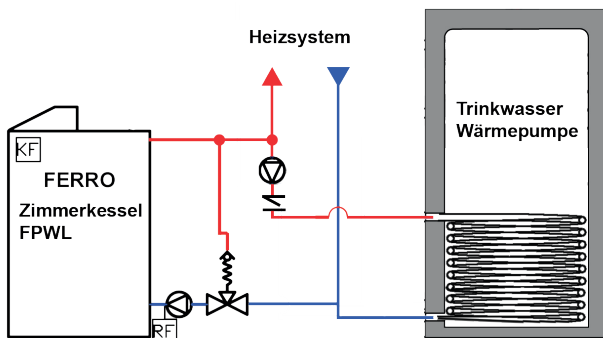 Heizsystem
Trinkwasser
Wärmepumpe
KF
FERRO
Zimmerkessel
FPWL
RF